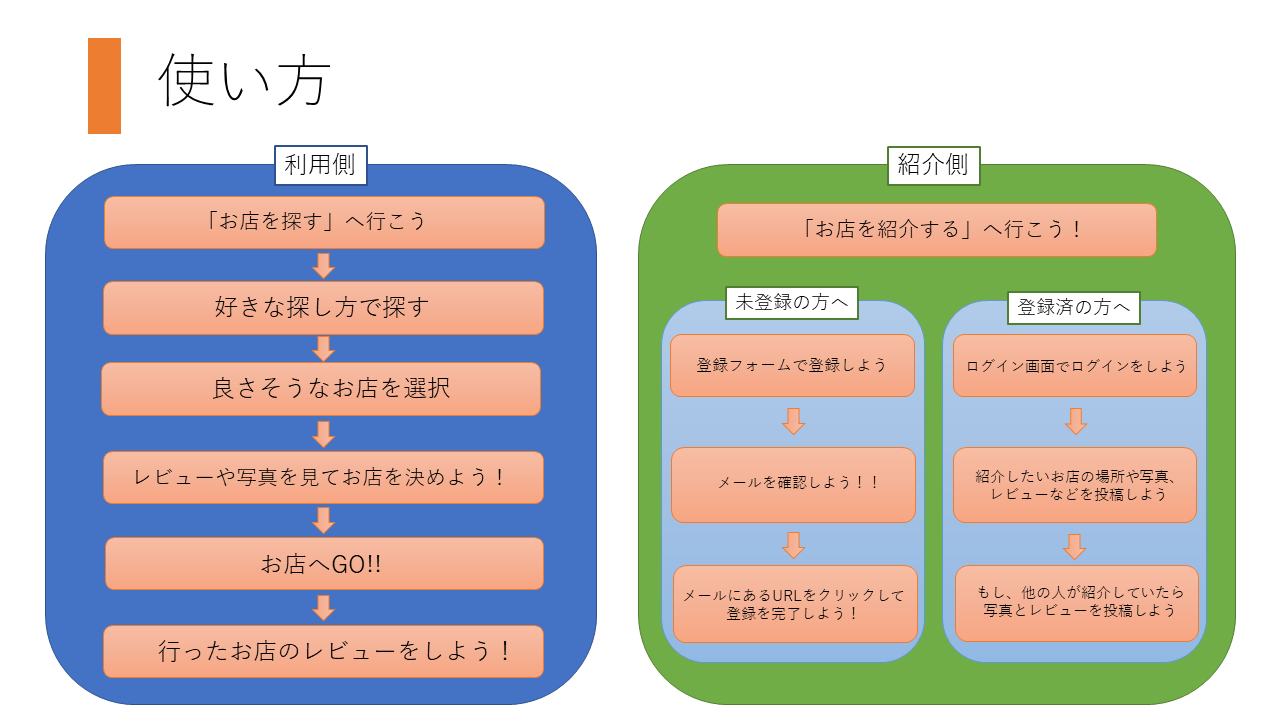 使い方
利用側
「お店を探す」へ行こう
好きな探し方で探す
良さそうなお店を選択
レビューや写真を見てお店を決めよう！
お店へGO!!
行ったお店のレビューをしよう！
紹介側
「お店を紹介する」へ行こう！
未登録の方へ
登録フォームで登録しよう
メールを確認しよう！！
メールにあるURLをクリックして
登録を完了しよう！
登録済の方へ
ログイン画面でログインをしよう
紹介したいお店の場所や写真、
レビューなどを投稿しよう
もし、他の人が紹介していたら
写真とレビューを投稿しよう